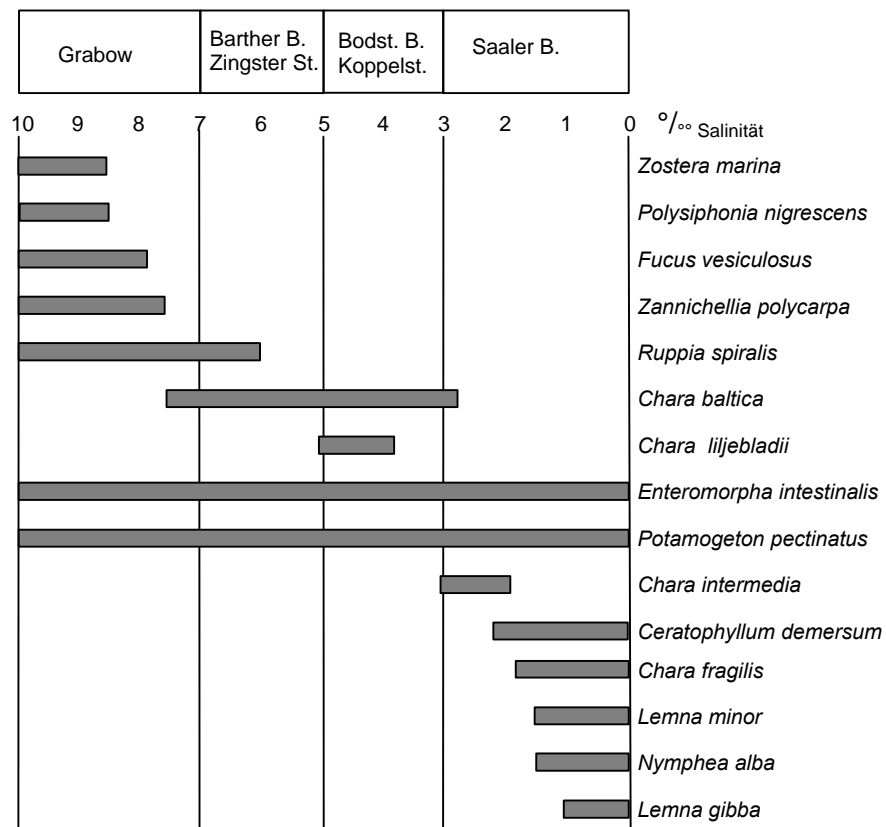 Grabow
Barther B.
Zingster St.
Bodst. B.
Koppelst.
Saaler B.
10 9 8 7 6 5 4 3 2 1 0 °/°° Salinität
Zostera marina
Polysiphonia nigrescens
Fucus vesiculosus
Zannichellia polycarpa
Ruppia spiralis
Chara baltica
Chara liljebladii
Enteromorpha intestinalis
Potamogeton pectinatus
Chara intermedia
Ceratophyllum demersum
Chara fragilis
Lemna minor
Nymphea alba
Lemna gibba